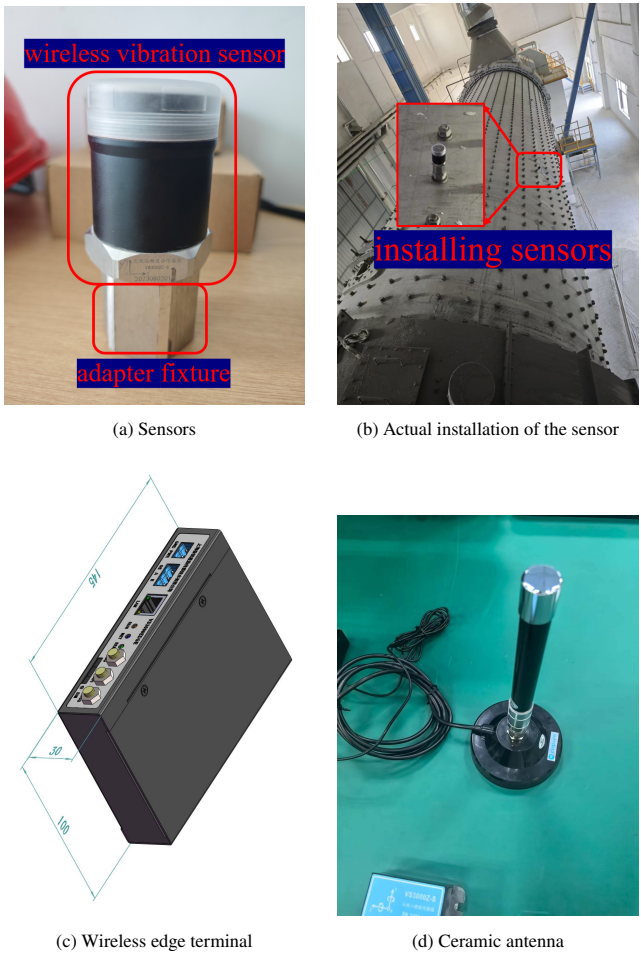 wireless vibration sensor
adapter fixture
(a) Sensors
installing sensors
(b) Actual installation of the sensor
145
30
100
(c) Wireless edge terminal
VS3000Z-S
(d) Ceramic antenna